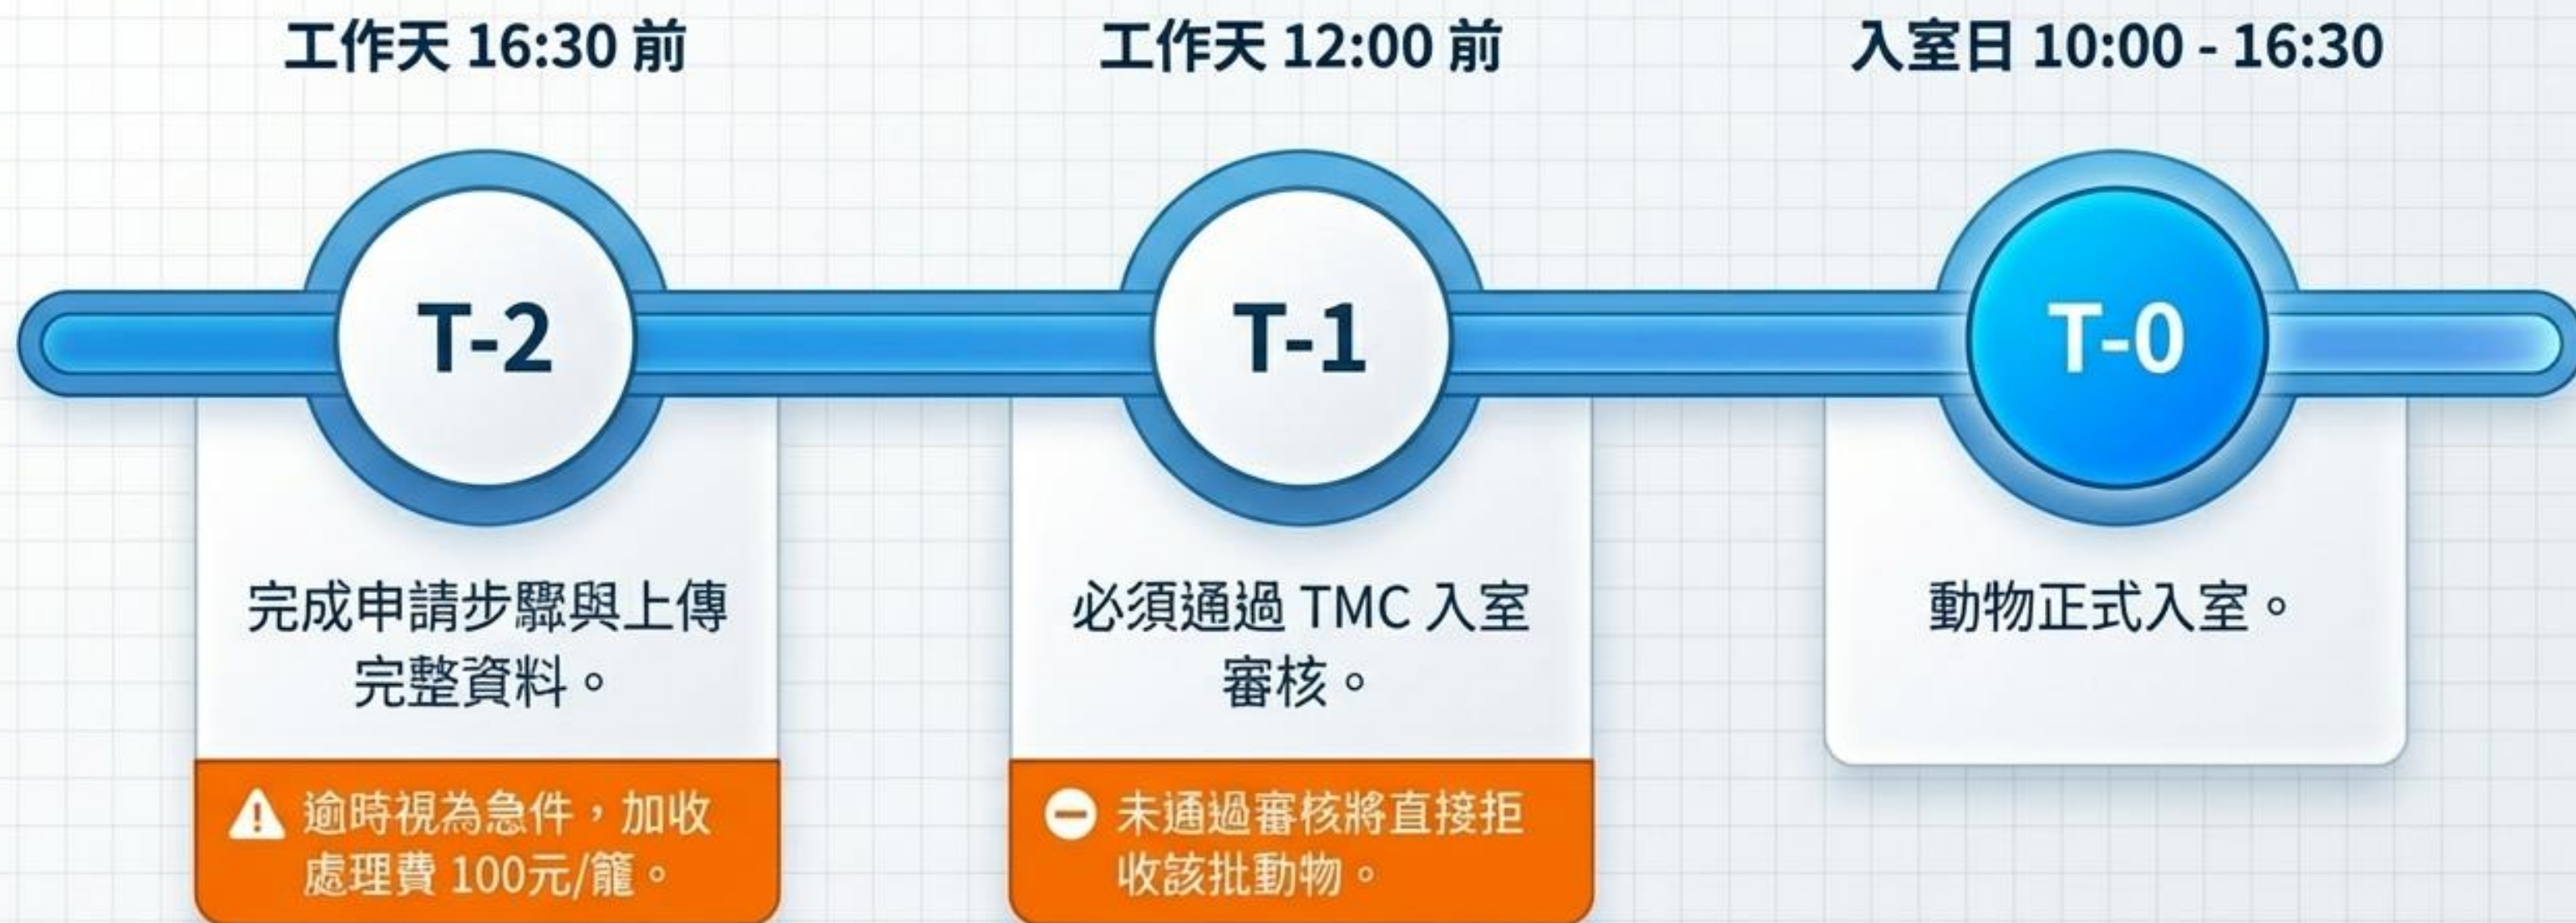 工作天 16:30 前
工作天 12:00 前
入室日 10:00 - 16:30
T-2
T-1
T-0
完成申請步驟與上傳
完整資料。
必須通過 TMC 入室
審核。
動物正式入室。
逾時視為急件，加收
處理費 100元/籠。
未通過審核將直接拒
收該批動物。